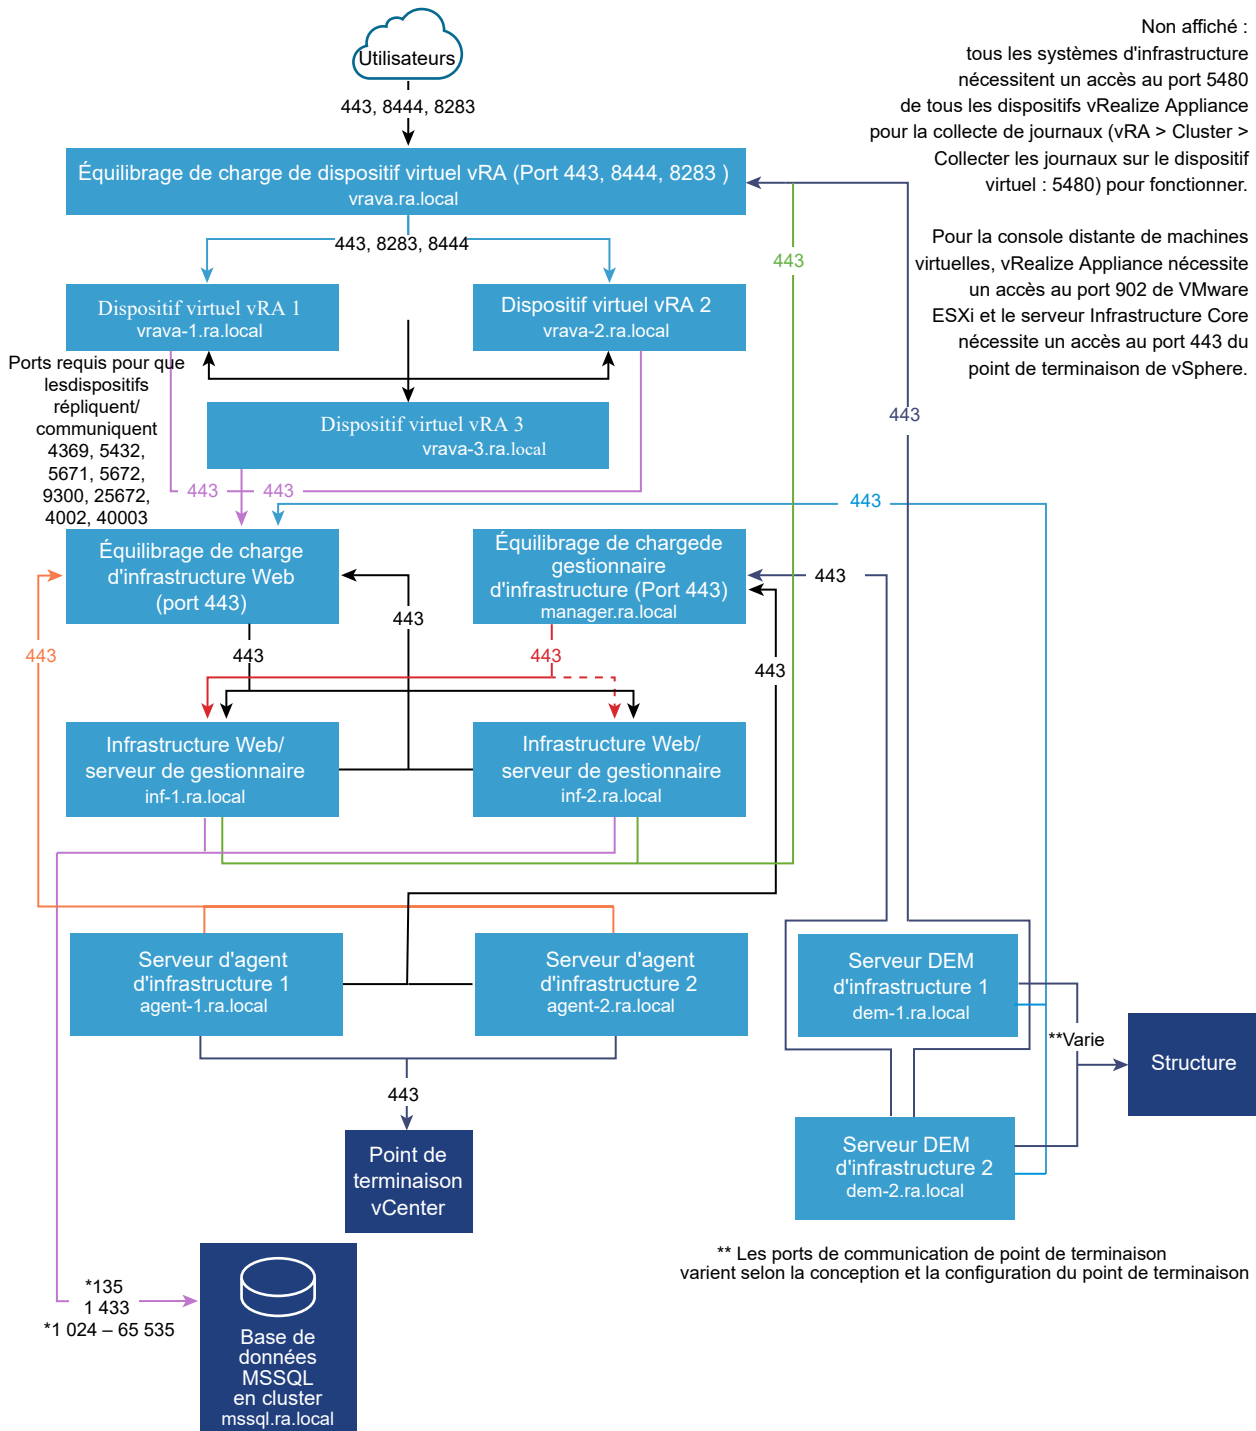 Utilisateurs
443, 8444, 8283
Non affiché :
tous les systèmes d'infrastructure
nécessitent un accès au port 5480
de tous les dispositifs vRealize Appliance
pour la collecte de journaux (vRA > Cluster >
Collecter les journaux sur le dispositif
virtuel : 5480) pour fonctionner.
Pour la console distante de machines
virtuelles, vRealize Appliance nécessite
un accès au port 902 de VMware
ESXi et le serveur Infrastructure Core
nécessite un accès au port 443 du
point de terminaison de vSphere.
Équilibrage de charge de dispositif virtuel vRA (Port 443, 8444, 8283 )
vrava.ra.local
443, 8283, 8444
443
Dispositif virtuel vRA 1
vrava-1.ra.local
Dispositif virtuel vRA 2
vrava-2.ra.local
Ports requis pour que
lesdispositifs
répliquent/
communiquent
4369, 5432,
5671, 5672,
9300, 25672,
4002, 40003
Dispositif virtuel vRA 3
vrava-3.ra.local
443
443
443
443
Équilibrage de charge
d'infrastructure Web
(port 443)
Équilibrage de chargede
gestionnaire
d'infrastructure (Port 443)
manager.ra.local
443
443
443
443
443
443
Infrastructure Web/
serveur de gestionnaire
inf-1.ra.local
Infrastructure Web/
serveur de gestionnaire
inf-2.ra.local
Serveur d'agent
d'infrastructure 1
agent-1.ra.local
Serveur d'agent
d'infrastructure 2
agent-2.ra.local
Serveur DEM
d'infrastructure 1
dem-1.ra.local
**Varie
Structure
443
Point de
terminaison
vCenter
Serveur DEM
d'infrastructure 2
dem-2.ra.local
** Les ports de communication de point de terminaison
varient selon la conception et la configuration du point de terminaison
*135
1 433
*1 024 – 65 535
Base de
données
MSSQL
en cluster
mssql.ra.local